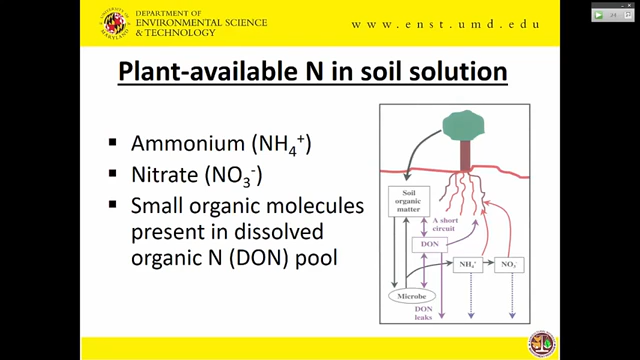 DEPARTMENT OF
ENVIRONMENTAL SCIENCE
& TECHNOLOGY
www.enst.umd.edu
Plant-available N in soil solution
▪ Ammonium (NH₄⁺)
▪ Nitrate (NO₃⁻)
▪ Small organic molecules
present in dissolved
organic N (DON) pool
Soil
organic
matter
A short
circuit
DON
NH₄⁺
NO₃⁻
Microbe
DON
leaks